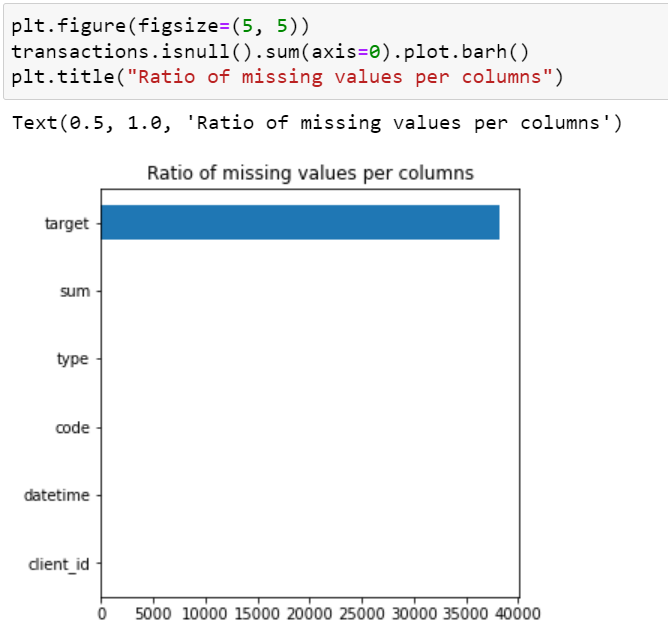 plt.figure(figsize=(5, 5))
transactions.isnull().sum(axis=0).plot.barh()
plt.title("Ratio of missing values per columns")
Text(0.5, 1.0, 'Ratio of missing values per columns')
Ratio of missing values per columns
target
sum
type
code
datetime
client_id
0 5000 10000 15000 20000 25000 30000 35000 40000